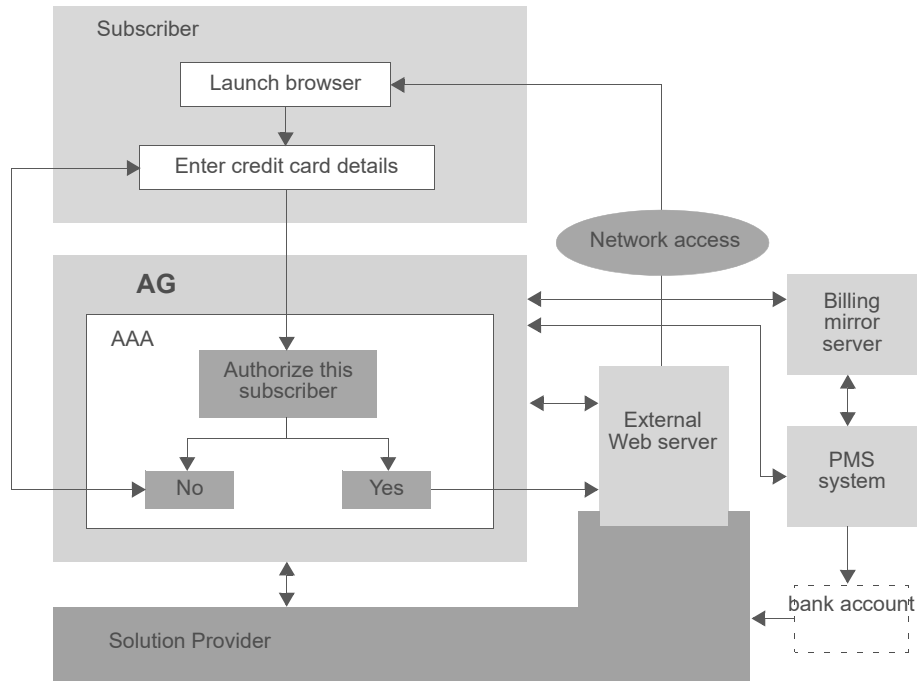 Subscriber
Launch browser
Enter credit card details
Network access
AG
AAA
Authorize this
subscriber
No
Yes
External
Web server
Billing
mirror
server
PMS
system
bank account
Solution Provider